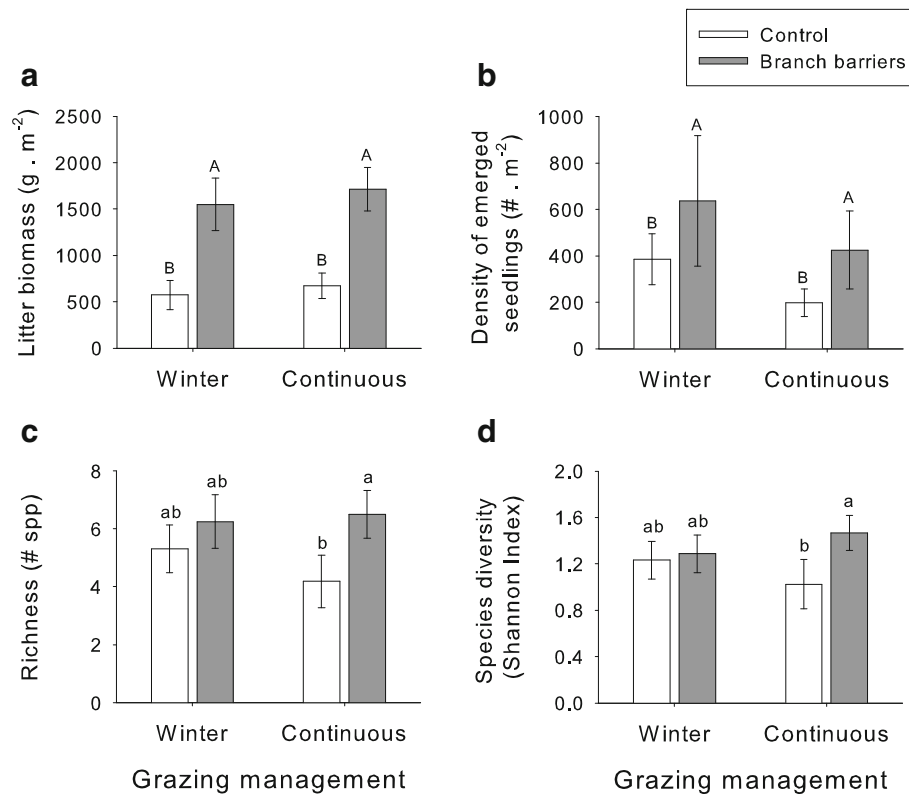 Control
Branch barriers
a
Litter biomass (g . m-2)
2500
2000
1500
1000
500
0
B
A
B
A
Winter
Continuous
b
Density of emerged
seedlings (# . m-2)
1000
800
600
400
200
0
B
A
B
A
Winter
Continuous
c
Richness (# spp)
8
6
4
2
0
ab
ab
b
a
Winter
Continuous
Grazing management
d
Species diversity
(Shannon Index)
2.0
1.6
1.2
0.8
0.4
0.0
ab
ab
b
a
Winter
Continuous
Grazing management